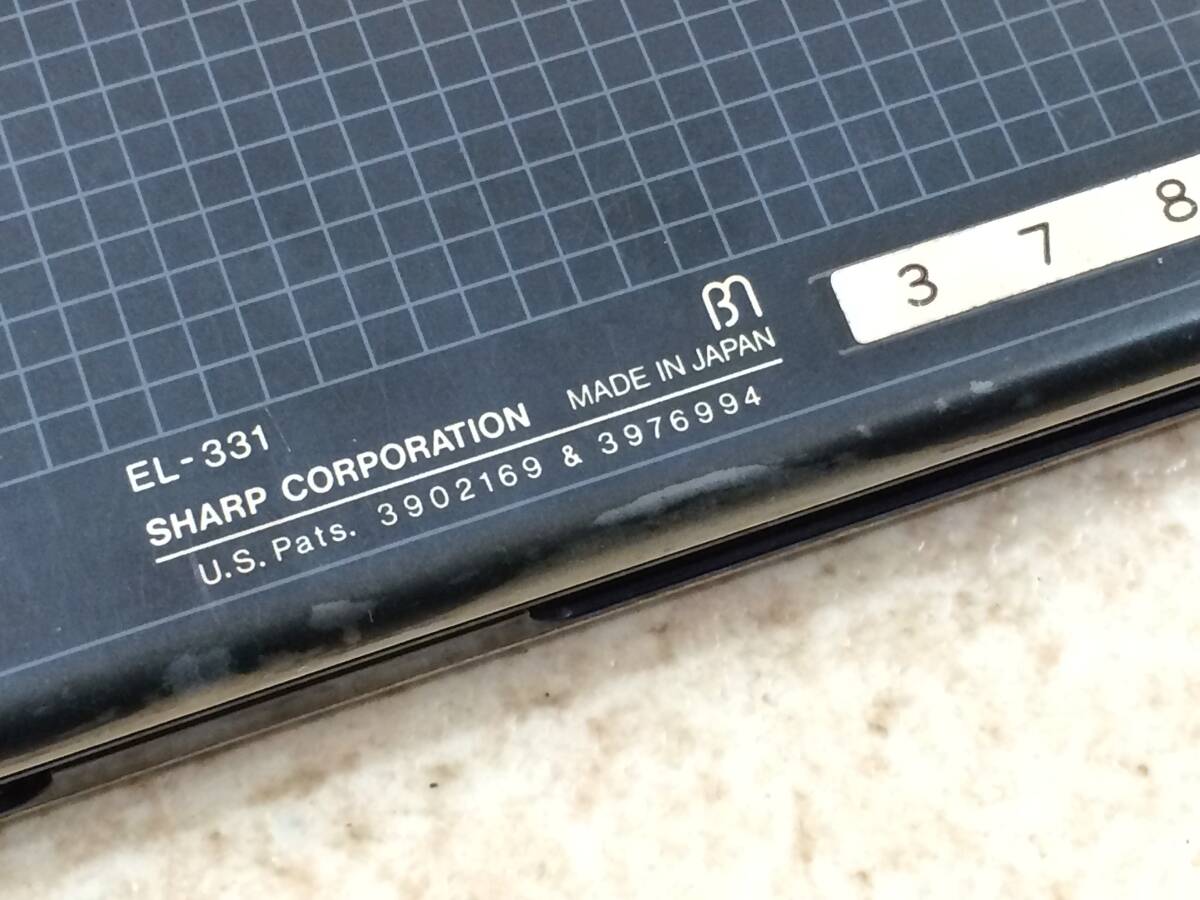 EL-331
SHARP CORPORATION MADE IN JAPAN
U.S. Pats. 3902169 & 3976994
3 7 8